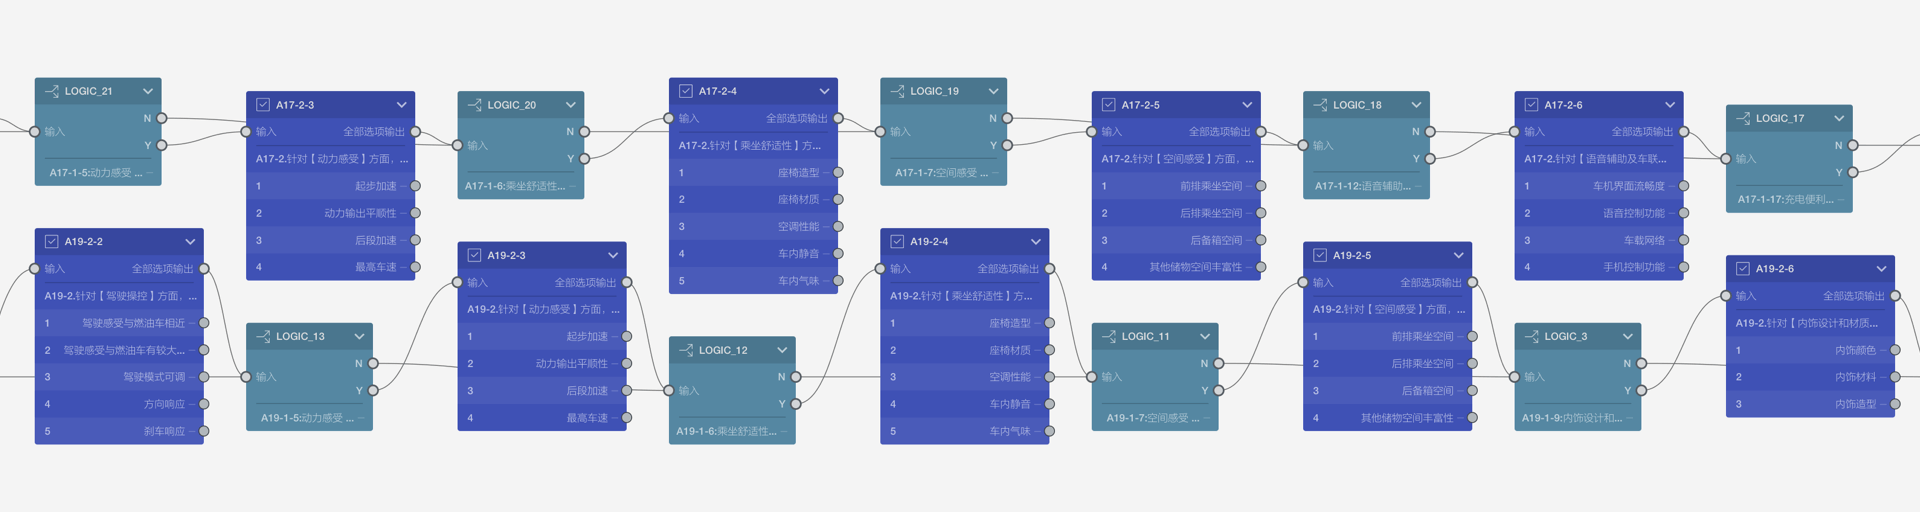 LOGIC_21
N
输入
Y
A17-1-5:动力感受 ...
A17-2-3
输入 全部选项输出
A17-2.针对【动力感受】方面，...
1 起步加速
2 动力输出平顺性
3 后段加速
4 最高车速
LOGIC_20
N
输入
Y
A17-1-6:乘坐舒适性...
A17-2-4
输入 全部选项输出
A17-2.针对【乘坐舒适性】方...
1 座椅造型
2 座椅材质
3 空调性能
4 车内静音
5 车内气味
LOGIC_19
N
输入
Y
A17-1-7:空间感受 ...
A17-2-5
输入 全部选项输出
A17-2.针对【空间感受】方面，...
1 前排乘坐空间
2 后排乘坐空间
3 后备箱空间
4 其他储物空间丰富性
LOGIC_18
N
输入
Y
A17-1-12:语音辅助...
A17-2-6
输入 全部选项输出
A17-2.针对【语音辅助及车联...
1 车机界面流畅度
2 语音控制功能
3 车载网络
4 手机控制功能
LOGIC_17
N
输入
Y
A17-1-17:充电便利...
A19-2-2
输入 全部选项输出
A19-2.针对【驾驶操控】方面，...
1 驾驶感受与燃油车相近
2 驾驶感受与燃油车有较大...
3 驾驶模式可调
4 方向响应
5 刹车响应
LOGIC_13
N
输入
Y
A19-1-5:动力感受 ...
A19-2-3
输入 全部选项输出
A19-2.针对【动力感受】方面，...
1 起步加速
2 动力输出平顺性
3 后段加速
4 最高车速
LOGIC_12
N
输入
Y
A19-1-6:乘坐舒适性...
A19-2-4
输入 全部选项输出
A19-2.针对【乘坐舒适性】方...
1 座椅造型
2 座椅材质
3 空调性能
4 车内静音
5 车内气味
LOGIC_11
N
输入
Y
A19-1-7:空间感受 ...
A19-2-5
输入 全部选项输出
A19-2.针对【空间感受】方面，...
1 前排乘坐空间
2 后排乘坐空间
3 后备箱空间
4 其他储物空间丰富性
LOGIC_3
N
输入
Y
A19-1-9:内饰设计和...
A19-2-6
输入 全部选项输出
A19-2.针对【内饰设计和材质...
1 内饰颜色
2 内饰材料
3 内饰造型